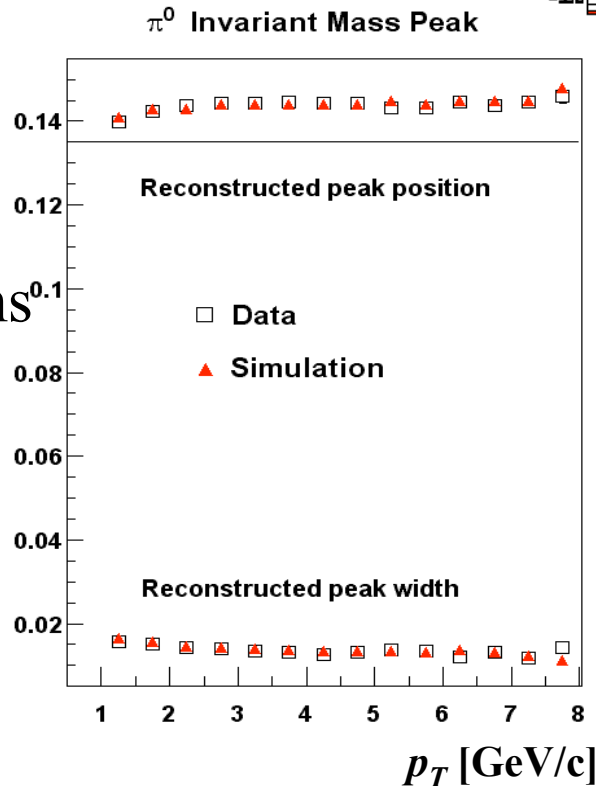 π⁰ Invariant Mass Peak
0.14
Reconstructed peak position
0.12
ns
0.1
Data
0.08
Simulation
0.06
0.04
Reconstructed peak width
0.02
1 2 3 4 5 6 7 8
p_T [GeV/c]